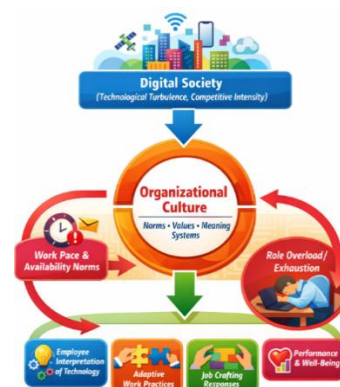 Digital Society
(Technological Turbulence, Competitive Intensity)
Organizational
Culture
Norms • Values • Meaning
Systems
Work Pace &
Availability Norms
Role Overload/
Exhaustion
Employee
Interpretation
of Technology
Adaptive
Work Practices
Job Crafting
Responses
Performance
& Well-Being